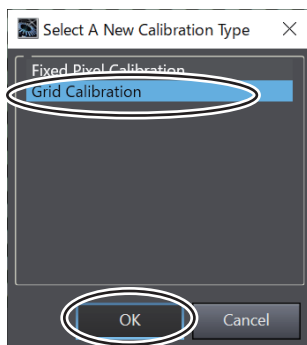 Select A New Calibration Type
Fixed Pixel Calibration
Grid Calibration
OK
Cancel